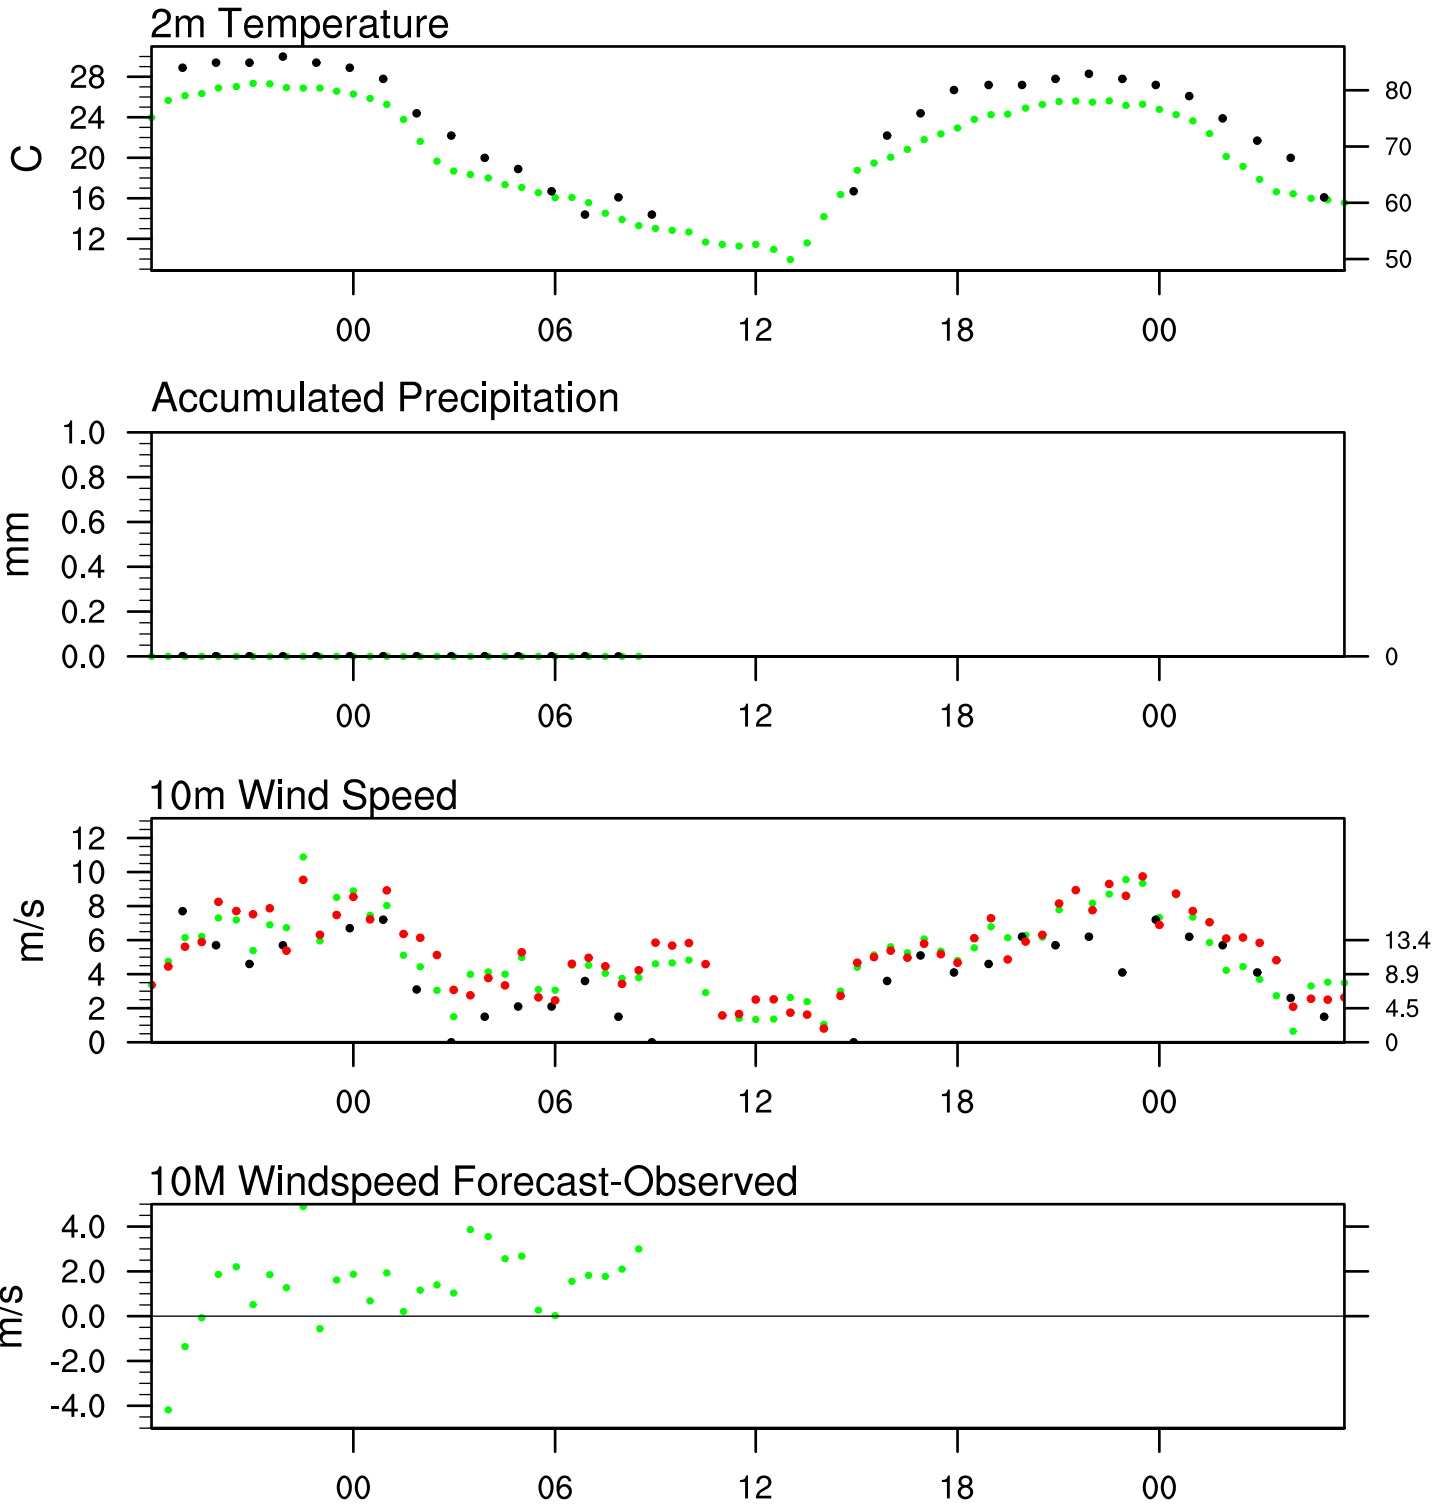 2m Temperature
28
24
20
16
12
C
80
70
60
50
00 06 12 18 00
Accumulated Precipitation
1.0
0.8
0.6
0.4
0.2
0.0
mm
0
00 06 12 18 00
10m Wind Speed
12
10
8
6
4
2
0
m/s
13.4
8.9
4.5
0
00 06 12 18 00
10M Windspeed Forecast-Observed
4.0
2.0
0.0
-2.0
-4.0
m/s
00 06 12 18 00